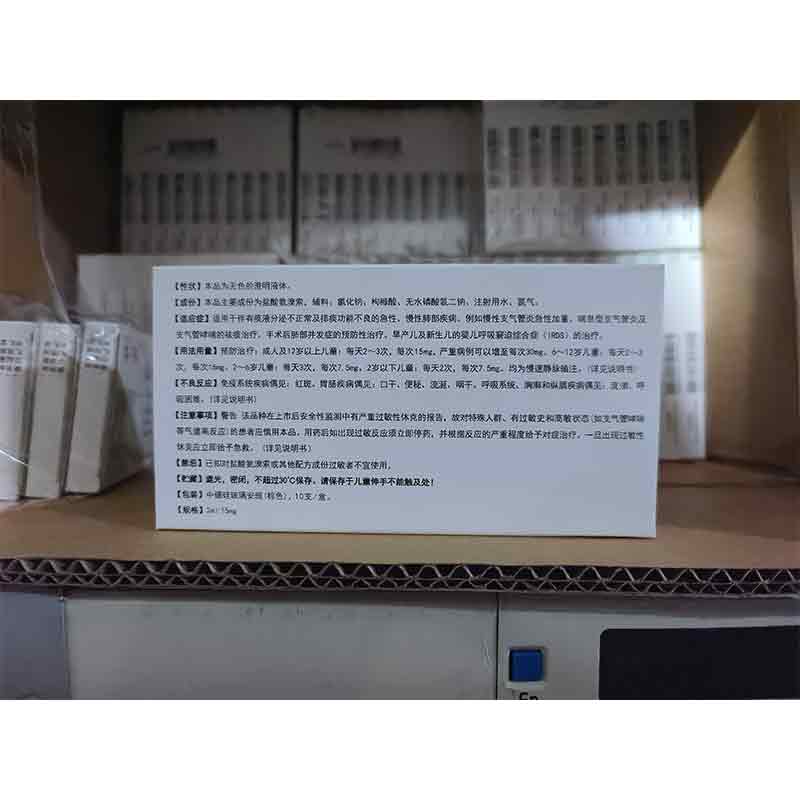 【性状】本品为无色的澄明液体。
【成份】本品主要成份为盐酸氨溴索，辅料：氯化钠、枸橼酸、无水磷酸氢二钠、注射用水、氮气。
【适应症】适用于伴有痰液分泌不正常及排痰功能不良的急性、慢性肺部疾病。例如慢性支气管炎急性加重、喘息型支气管炎及
支气管哮喘的祛痰治疗。手术后肺部并发症的预防性治疗。早产儿及新生儿的婴儿呼吸窘迫综合症(IRDS)的治疗。
【用法用量】预防治疗：成人及12岁以上儿童：每天2～3次，每次15mg，严重病例可以增至每次30mg。6～12岁儿童：每天2～3
次，每次15mg。2～6岁儿童：每天3次，每次7.5mg。2岁以下儿童：每天2次，每次7.5mg。均为慢速静脉输注。(详见说明书)
【不良反应】免疫系统疾病偶见：红斑。胃肠疾病偶见：口干，便秘，流涎，咽干。呼吸系统、胸廓和纵膈疾病偶见：流涕，呼
吸困难。(详见说明书)
【注意事项】警告 该品种在上市后安全性监测中有严重过敏性休克的报告，故对特殊人群、有过敏史和高敏状态(如支气管哮喘
等气道高反应)的患者应慎用本品。用药后如出现过敏反应须立即停药，并根据反应的严重程度给予对症治疗。一旦出现过敏性
休克应立即给予急救。(详见说明书)
【禁忌】已知对盐酸氨溴索或其他配方成份过敏者不宜使用。
【贮藏】遮光，密闭，不超过30℃保存。请保存于儿童伸手不能触及处！
【包装】中硼硅玻璃安瓿(棕色)，10支/盒。
【规格】2ml:15mg